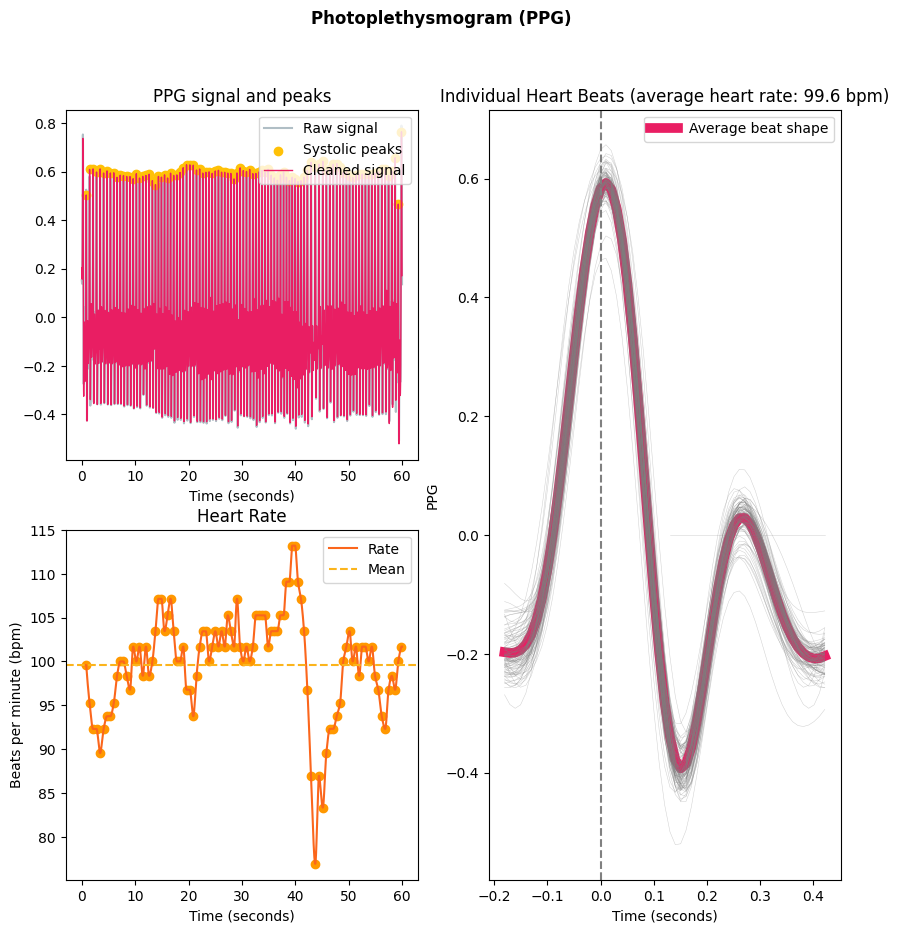 Photoplethysmogram (PPG)
PPG signal and peaks
Raw signal
Systolic peaks
Cleaned signal
0.8
0.6
0.4
0.2
0.0
−0.2
−0.4
0 10 20 30 40 50 60
Time (seconds)
Heart Rate
Rate
Mean
Beats per minute (bpm)
115
110
105
100
95
90
85
80
0 10 20 30 40 50 60
Time (seconds)
Individual Heart Beats (average heart rate: 99.6 bpm)
Average beat shape
PPG
0.6
0.4
0.2
0.0
−0.2
−0.4
−0.2 −0.1 0.0 0.1 0.2 0.3 0.4
Time (seconds)